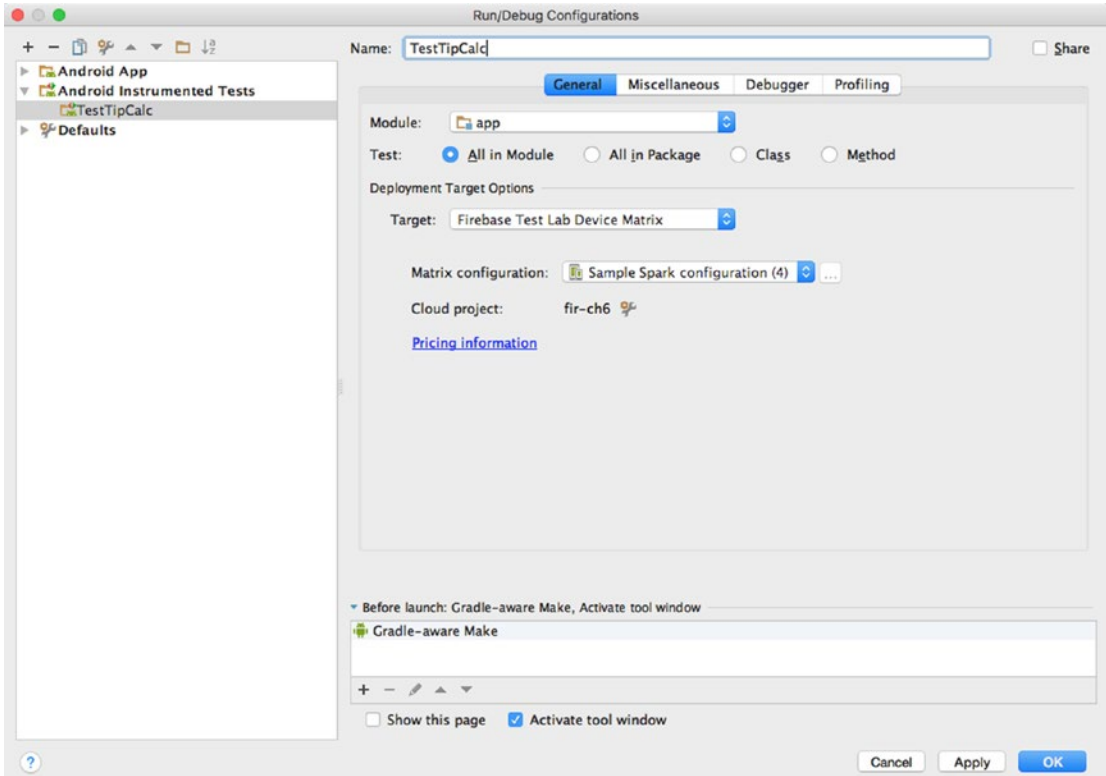 Run/Debug Configurations
Name: TestTipCalc
Share
Android App
Android Instrumented Tests
TestTipCalc
Defaults
General Miscellaneous Debugger Profiling
Module: app
Test: All in Module All in Package Class Method
Deployment Target Options
Target: Firebase Test Lab Device Matrix
Matrix configuration: Sample Spark configuration (4) ...
Cloud project: fir-ch6
Pricing information
Before launch: Gradle-aware Make, Activate tool window
Gradle-aware Make
Show this page Activate tool window
? Cancel Apply OK